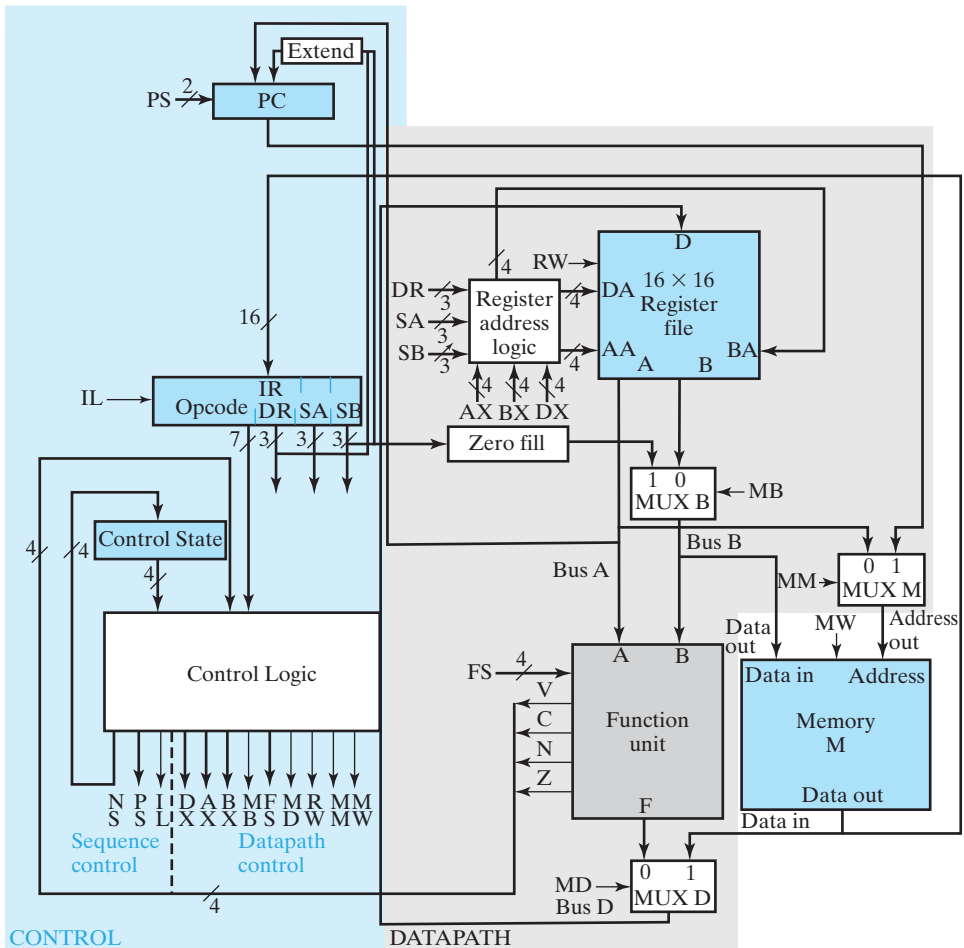 Extend
PS 2 PC
D
RW
16 × 16
Register
file
4
DR 3
SA 3
SB 3
Register
address
logic
4 DA
4 AA
A B BA
4 4 4
AX BX DX
16
IL
IR
Opcode DR SA SB
7 3 3 3
Zero fill
1 0
MUX B
MB
Control State
4 4
4
Bus A
Bus B
0 1
MUX M
MM
Address
out
Data
out
MW
Control Logic
FS 4
A B
Function
unit
V
C
N
Z
F
Data in Address
Memory
M
Data out
Data in
N P I D A B M F M R M M
S S L X X X B S D W M W
Sequence
control
Datapath
control
4
0 1
MUX D
MD
Bus D
CONTROL
DATAPATH